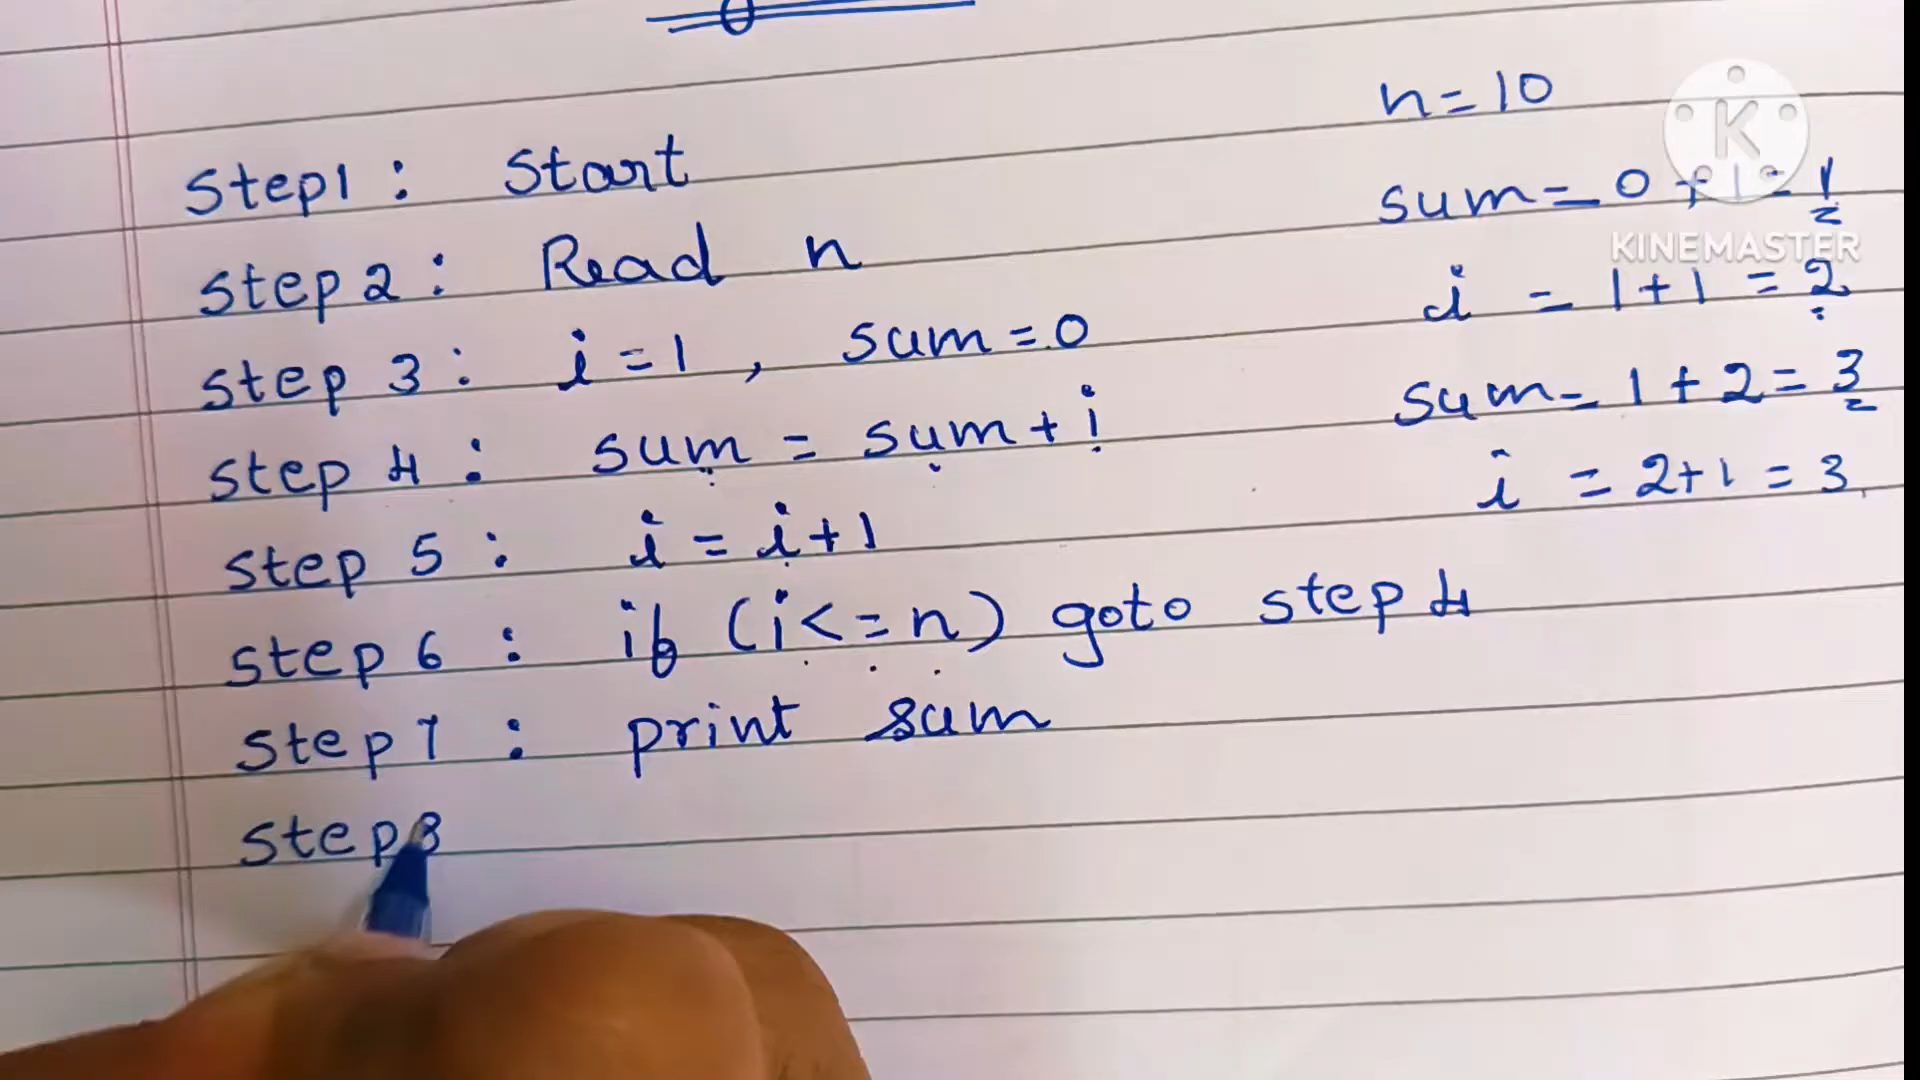 Step1 : Start
Step 2 : Read n
Step 3 : i = 1 , sum = 0
Step 4 : sum = sum + i
Step 5 : i = i + 1
Step 6 : if (i <= n) goto step 4
Step 7 : print sum
Step 8
n = 10
sum = 0 + 1 = 1
i = 1 + 1 = 2
sum = 1 + 2 = 3
i = 2 + 1 = 3
K
KINEMASTER